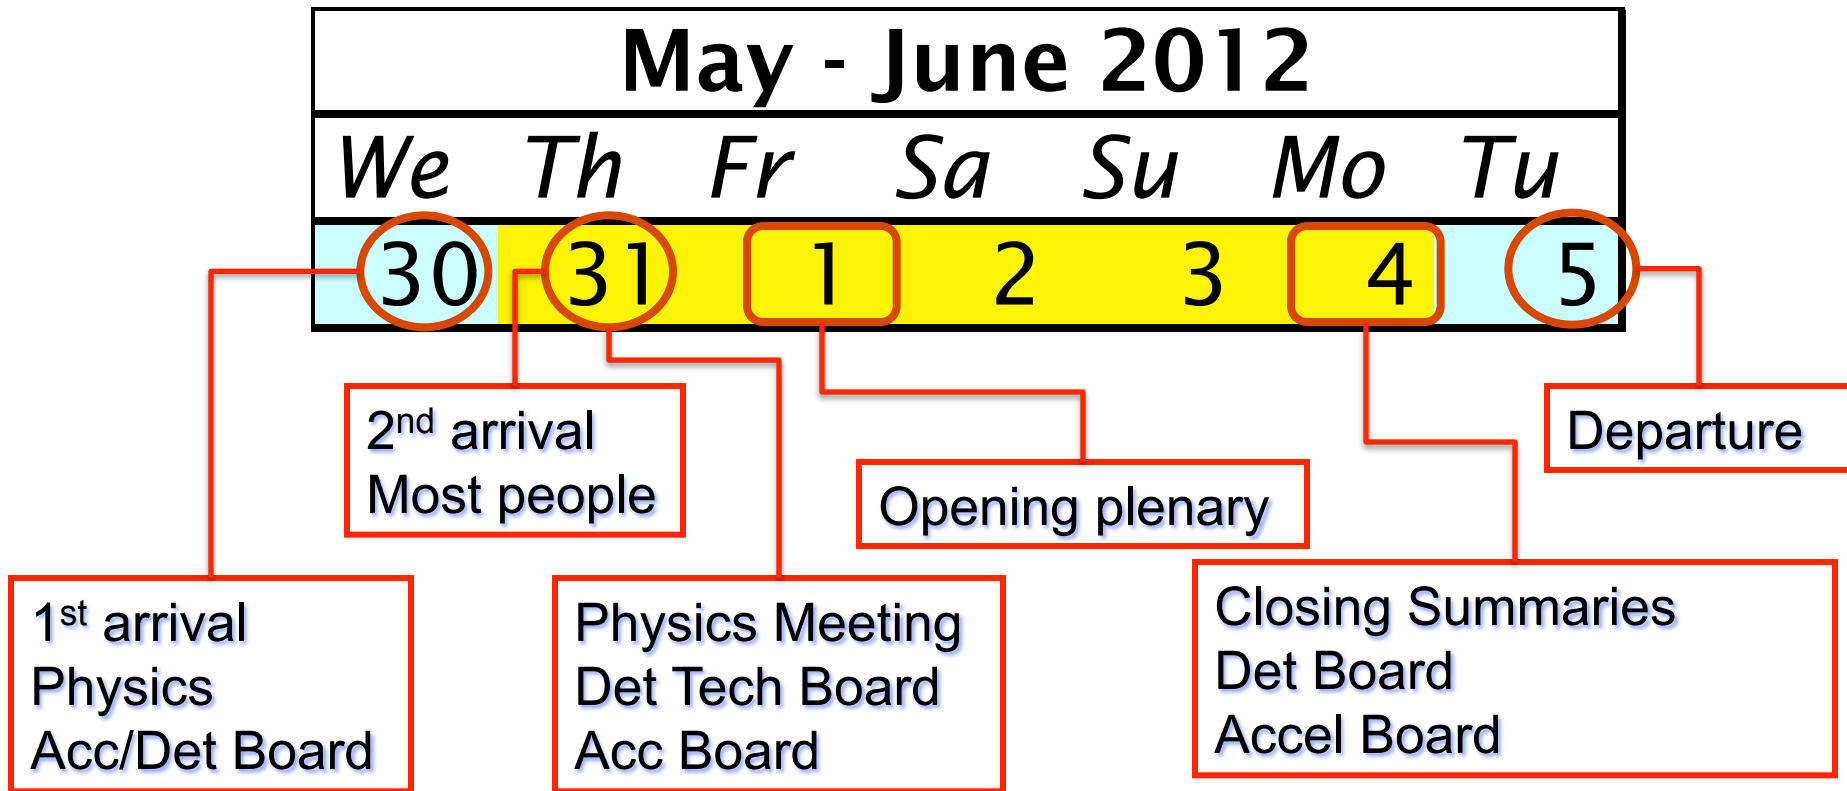 May - June 2012
We Th Fr Sa Su Mo Tu
30 31 1 2 3 4 5
2nd arrival
Most people
Departure
Opening plenary
1st arrival
Physics
Acc/Det Board
Physics Meeting
Det Tech Board
Acc Board
Closing Summaries
Det Board
Accel Board